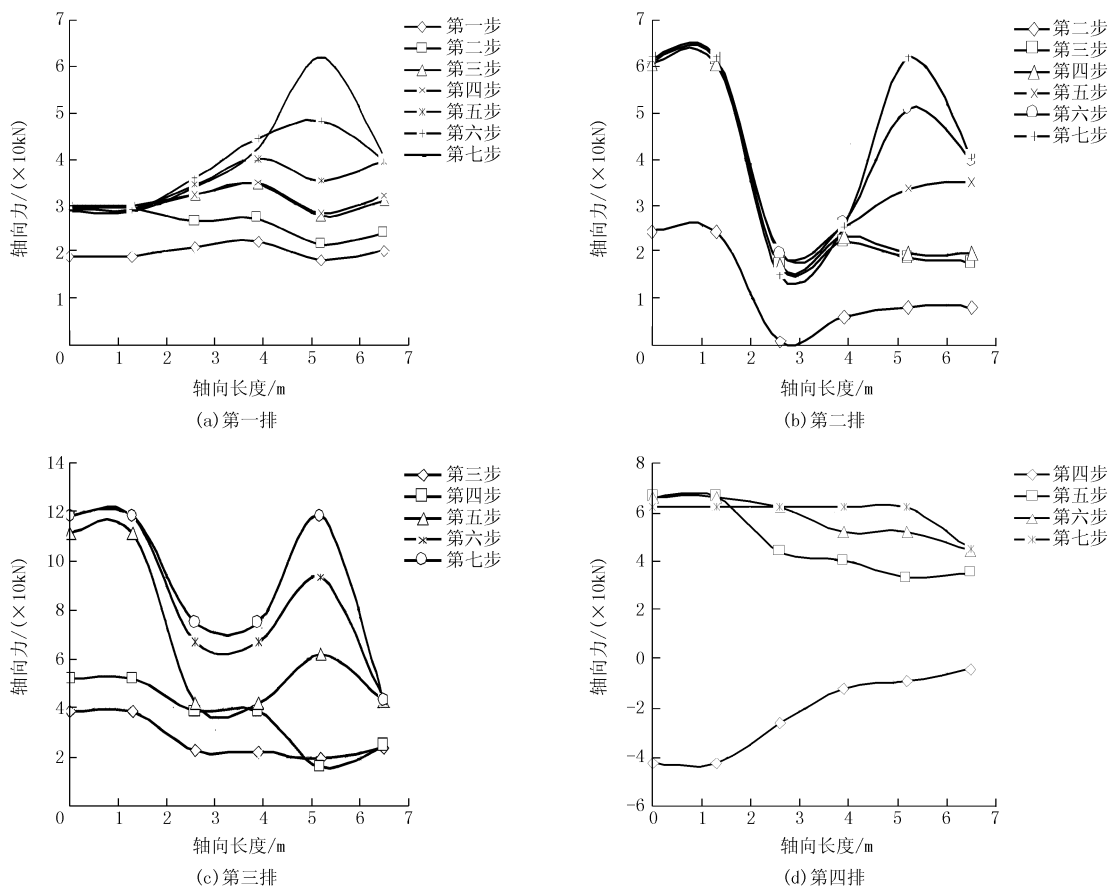 7
6
5
4
3
2
1
0 1 2 3 4 5 6 7
轴向力/(×10kN)
轴向长度/m
第一步
第二步
第三步
第四步
第五步
第六步
第七步
(a)第一排
7
6
5
4
3
2
1
0 1 2 3 4 5 6 7
轴向力/(×10kN)
轴向长度/m
第二步
第三步
第四步
第五步
第六步
第七步
(b)第二排
14
12
10
8
6
4
2
0 1 2 3 4 5 6 7
轴向力/(×10kN)
轴向长度/m
第三步
第四步
第五步
第六步
第七步
(c)第三排
8
6
4
2
0
-2
-4
-6
0 1 2 3 4 5 6 7
轴向力/(×10kN)
轴向长度/m
第四步
第五步
第六步
第七步
(d)第四排